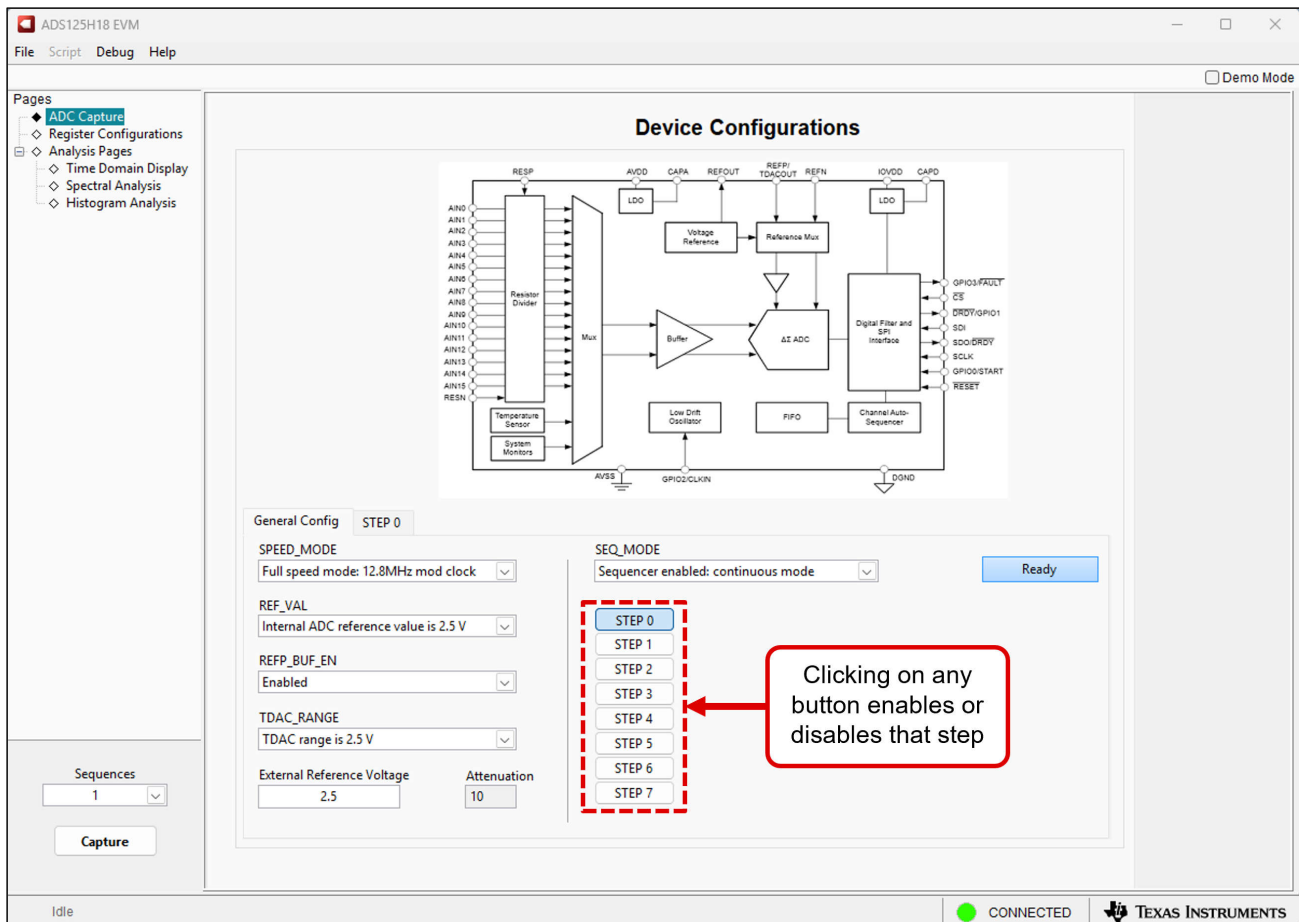 ADS125H18 EVM
File Script Debug Help
Demo Mode
Pages
ADC Capture
Register Configurations
Analysis Pages
Time Domain Display
Spectral Analysis
Histogram Analysis
Device Configurations
RESP
AVDD
CAPA
REFOUT
REFP/
TDACOUT
REFN
IOVDD
CAPD
LDO
LDO
AIN0
AIN1
AIN2
AIN3
AIN4
AIN5
AIN6
AIN7
AIN8
AIN9
AIN10
AIN11
AIN12
AIN13
AIN14
AIN15
RESN
Resistor
Divider
Mux
Voltage
Reference
Reference Mux
Buffer
ΔΣ ADC
Digital Filter and
SPI
Interface
GPIO3/FAULT
CS
DRDY/GPIO1
SDI
SDO/DRDY
SCLK
GPIO0/START
RESET
Temperature
Sensor
System
Monitors
Low Drift
Oscillator
FIFO
Channel Auto-
Sequencer
AVSS
GPIO2/CLKIN
DGND
General Config
STEP 0
SPEED_MODE
Full speed mode: 12.8MHz mod clock
REF_VAL
Internal ADC reference value is 2.5 V
REFP_BUF_EN
Enabled
TDAC_RANGE
TDAC range is 2.5 V
External Reference Voltage
2.5
Attenuation
10
SEQ_MODE
Sequencer enabled: continuous mode
Ready
STEP 0
STEP 1
STEP 2
STEP 3
STEP 4
STEP 5
STEP 6
STEP 7
Clicking on any
button enables or
disables that step
Sequences
1
Capture
Idle
CONNECTED
TEXAS INSTRUMENTS